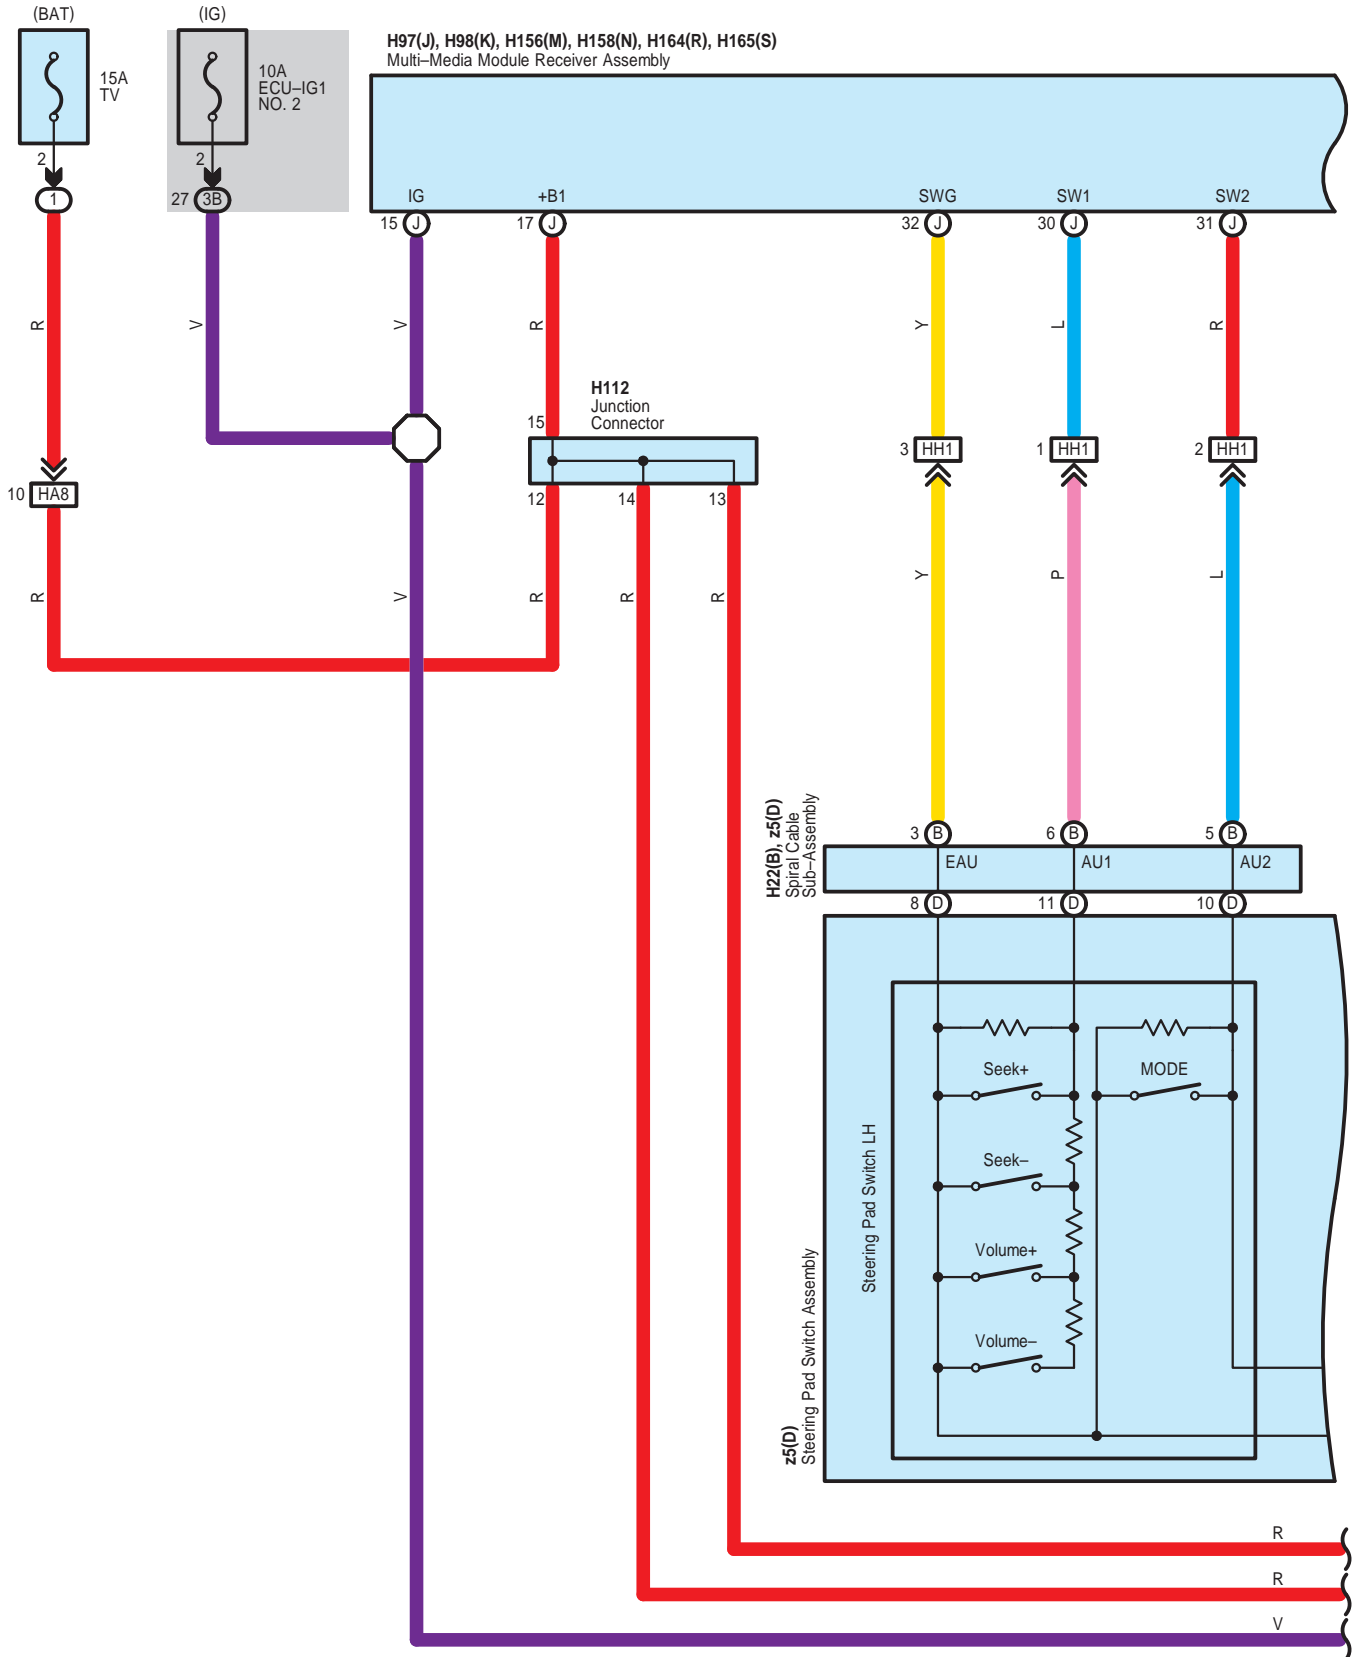 (BAT)
(IG)
H97(J), H98(K), H156(M), H158(N), H164(R), H165(S)
Multi–Media Module Receiver Assembly
15A
TV
10A
ECU–IG1
NO. 2
2
2
1
27 3B
IG
+B1
SWG
SW1
SW2
15 J
17 J
32 J
30 J
31 J
R
V
V
R
Y
L
R
H112
Junction
Connector
15
3 HH1
1 HH1
2 HH1
10 HA8
12
14
13
R
V
R
R
R
Y
P
L
H22(B), z5(D)
Spiral Cable
Sub–Assembly
3 B
6 B
5 B
EAU
AU1
AU2
8 D
11 D
10 D
z5(D)
Steering Pad Switch Assembly
Steering Pad Switch LH
Seek+
MODE
Seek–
Volume+
Volume–
R
R
V